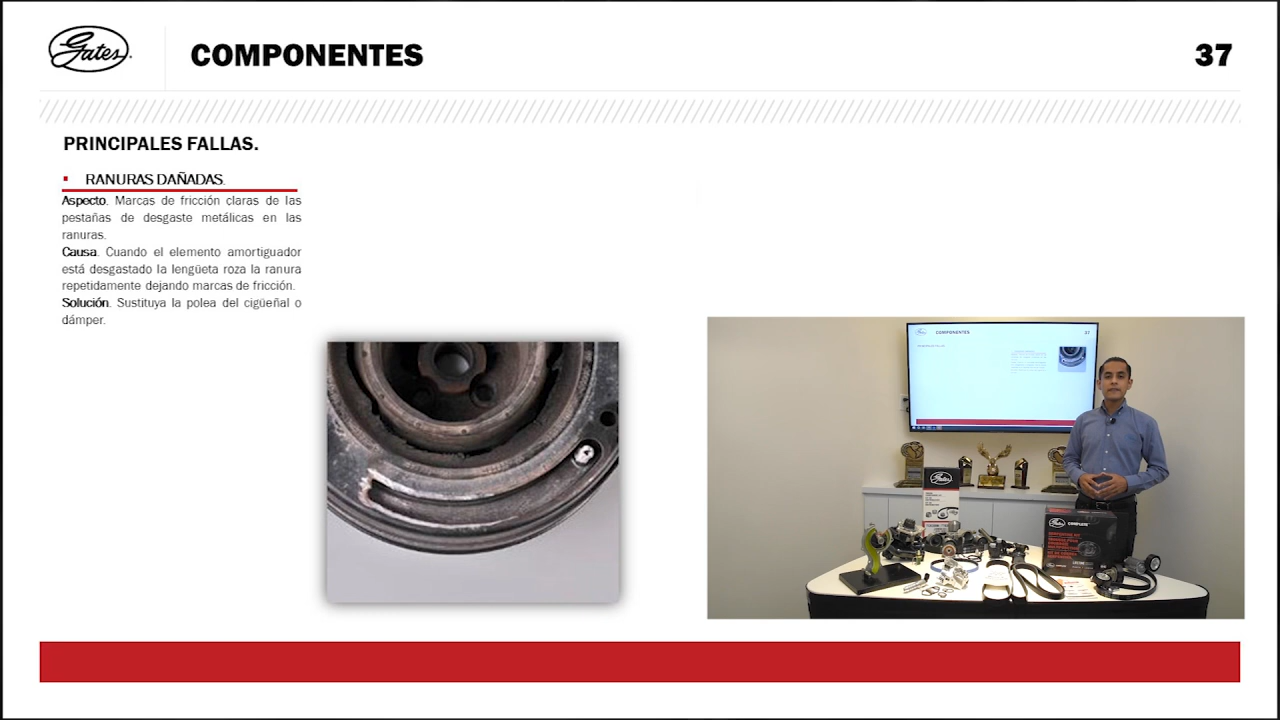 Gates
COMPONENTES
37
PRINCIPALES FALLAS.
RANURAS DAÑADAS.
Aspecto. Marcas de fricción claras de las
pestañas de desgaste metálicas en las
ranuras.
Causa. Cuando el elemento amortiguador
está desgastado la lengüeta roza la ranura
repetidamente dejando marcas de fricción.
Solución. Sustituya la polea del cigüeñal o
dámper.
COMPONENTES
37
Gates
Gates